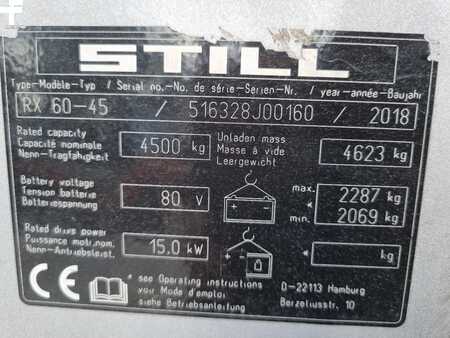 STILL
Type-Modèle-Typ / Serial no.-No. de série-Serien-Nr. / year-année-Baujahr
RX 60-45 / 516328J00160 / 2018
Rated capacity
Capacité nominale
Nenn-Tragfähigkeit
4500 kg
Unladen mass
Masse à vide
Leergewicht
4623 kg
Battery voltage
Tension batterie
Batteriespannung
80 V
max. 2287 kg
*
min. 2069 kg
Rated drive power
Puissance motri.nom.
Nenn-Antriebsleist.
15.0 kW
* kg
CE
* see Operating instructions
voir Mode d'emploi
siehe Betriebsanleitung
D-22113 Hamburg
Berzeliusstr. 10